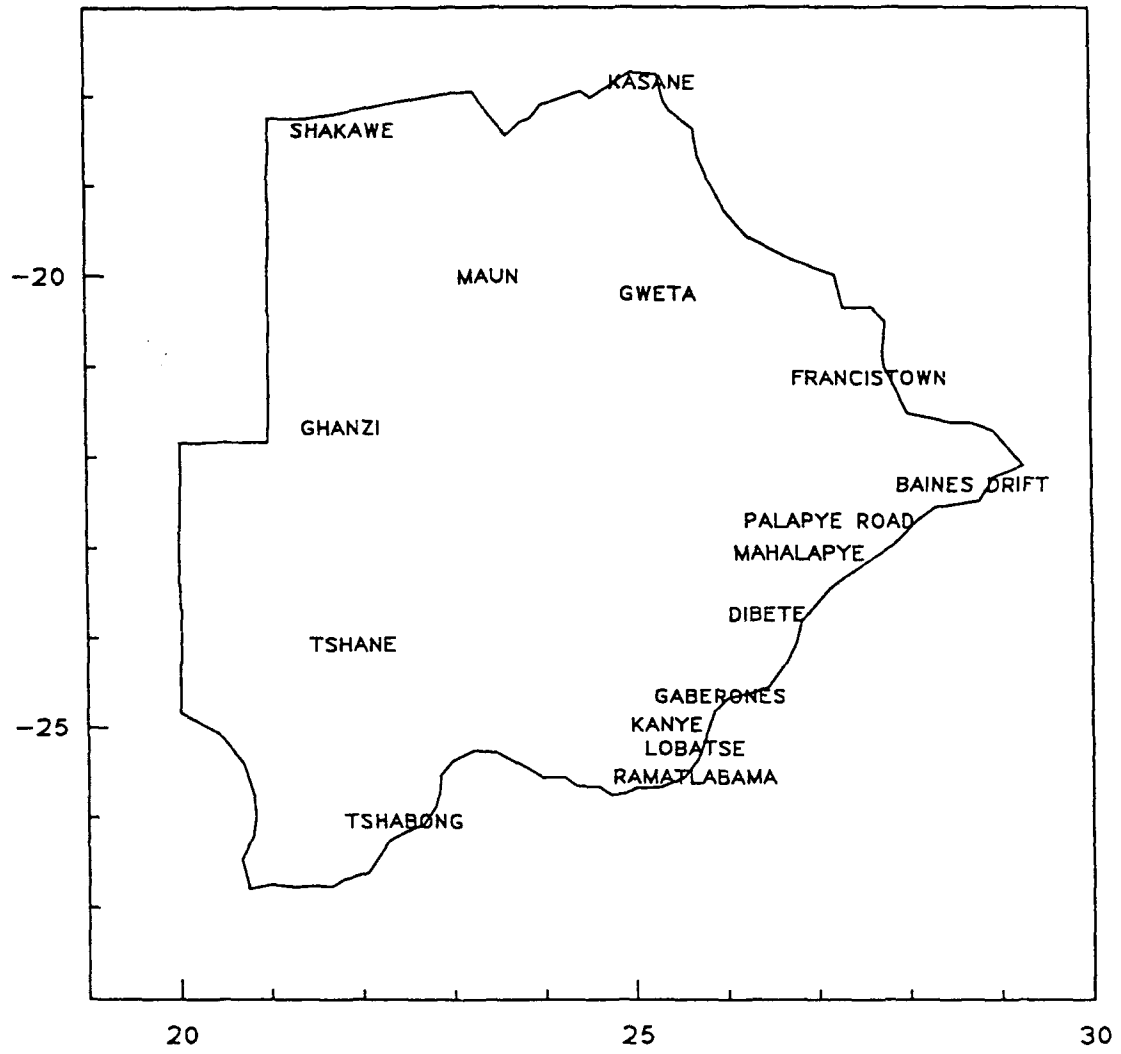 KASANE
SHAKAWE
-20
MAUN
GWETA
FRANCISTOWN
GHANZI
BAINES DRIFT
PALAPYE ROAD
MAHALAPYE
DIBETE
TSHANE
GABERONES
-25
KANYE
LOBATSE
RAMATLABAMA
TSHABONG
20
25
30